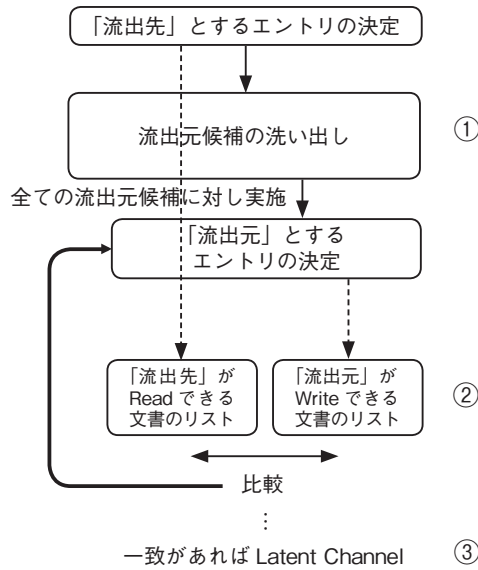 「流出先」とするエントリの決定
流出元候補の洗い出し
①
全ての流出元候補に対し実施
「流出元」とする
エントリの決定
「流出先」が
Read できる
文書のリスト
「流出元」が
Write できる
文書のリスト
②
比較
⋮
一致があれば Latent Channel
③